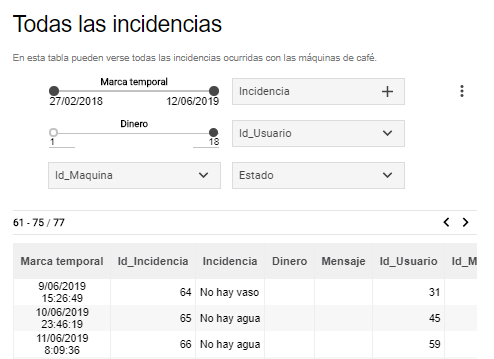 Todas las incidencias
En esta tabla pueden verse todas las incidencias ocurridas con las máquinas de café.
Marca temporal
27/02/2018 12/06/2019
Incidencia
Dinero
1 18
Id_Usuario
Id_Maquina
Estado
61 - 75 / 77
Marca temporal Id_Incidencia Incidencia Dinero Mensaje Id_Usuario Id_M
9/06/2019
15:26:49
64 No hay vaso 31
10/06/2019
23:46:19
65 No hay agua 45
11/06/2019
8:09:36
66 No hay agua 59